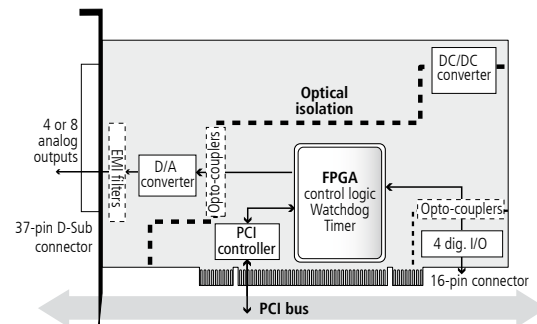 DC/DC
converter
Optical
isolation
4 or 8
analog
outputs
EMI filters
D/A
converter
Opto-couplers
FPGA
control logic
Watchdog
Timer
Opto-couplers
37-pin D-Sub
connector
PCI
controller
4 dig. I/O
16-pin connector
PCI bus